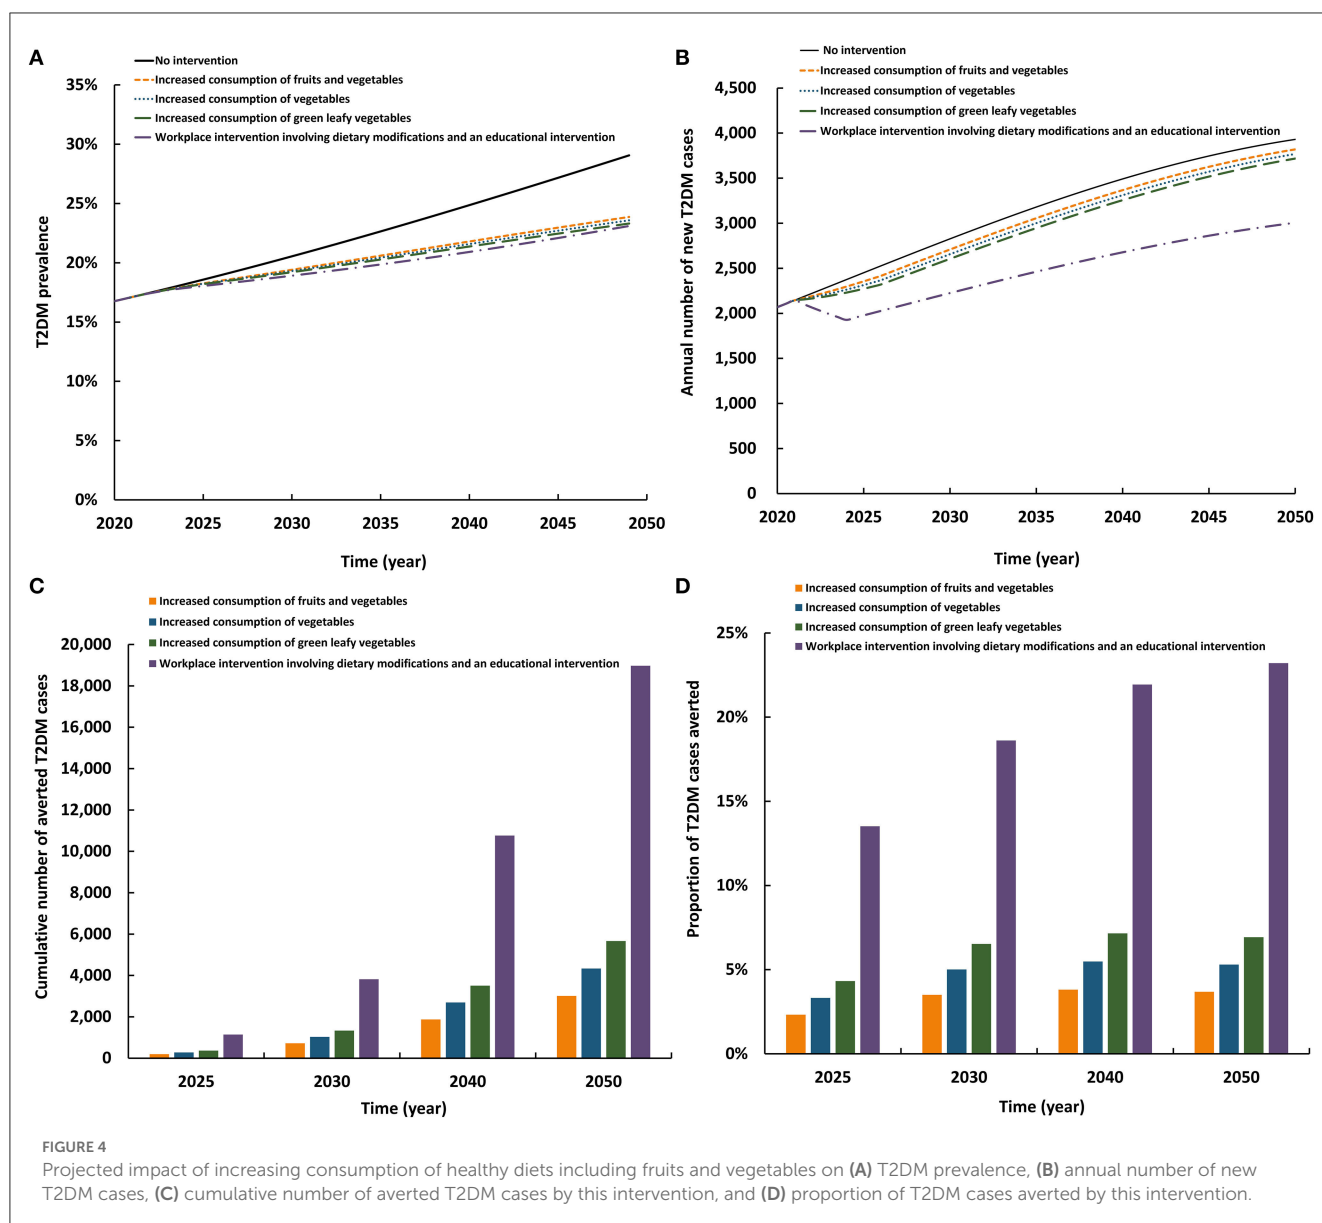 A
No intervention
Increased consumption of fruits and vegetables
Increased consumption of vegetables
Increased consumption of green leafy vegetables
Workplace intervention involving dietary modifications and an educational intervention
35%
30%
25%
20%
15%
10%
5%
0%
T2DM prevalence
2020 2025 2030 2035 2040 2045 2050
Time (year)
B
No intervention
Increased consumption of fruits and vegetables
Increased consumption of vegetables
Increased consumption of green leafy vegetables
Workplace intervention involving dietary modifications and an educational intervention
4,500
4,000
3,500
3,000
2,500
2,000
1,500
1,000
500
0
Annual number of new T2DM cases
2020 2025 2030 2035 2040 2045 2050
Time (year)
C
Increased consumption of fruits and vegetables
Increased consumption of vegetables
Increased consumption of green leafy vegetables
Workplace intervention involving dietary modifications and an educational intervention
20,000
18,000
16,000
14,000
12,000
10,000
8,000
6,000
4,000
2,000
0
Cumulative number of averted T2DM cases
2025 2030 2040 2050
Time (year)
D
Increased consumption of fruits and vegetables
Increased consumption of vegetables
Increased consumption of green leafy vegetables
Workplace intervention involving dietary modifications and an educational intervention
25%
20%
15%
10%
5%
0%
Proportion of T2DM cases averted
2025 2030 2040 2050
Time (year)
FIGURE 4
Projected impact of increasing consumption of healthy diets including fruits and vegetables on (A) T2DM prevalence, (B) annual number of new
T2DM cases, (C) cumulative number of averted T2DM cases by this intervention, and (D) proportion of T2DM cases averted by this intervention.